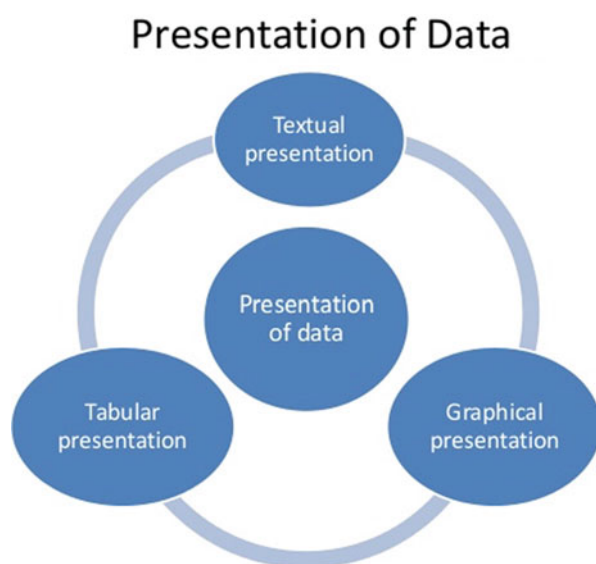 Presentation of Data
Textual
presentation
Presentation
of data
Tabular
presentation
Graphical
presentation